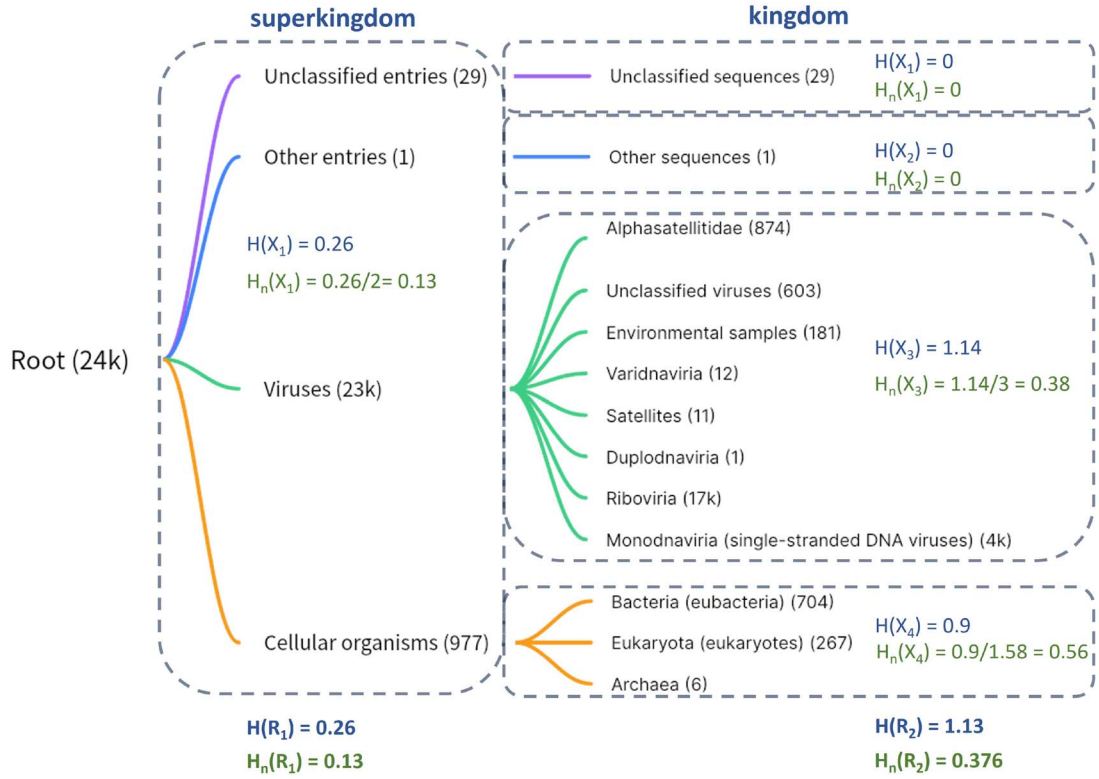 superkingdom
kingdom
Unclassified entries (29)
Unclassified sequences (29)
H(X₁) = 0
Hₙ(X₁) = 0
Other entries (1)
Other sequences (1)
H(X₂) = 0
Hₙ(X₂) = 0
H(X₁) = 0.26
Hₙ(X₁) = 0.26/2= 0.13
Root (24k)
Viruses (23k)
Alphasatellitidae (874)
Unclassified viruses (603)
Environmental samples (181)
Varidnaviria (12)
Satellites (11)
Duplodnaviria (1)
Riboviria (17k)
Monodnaviria (single-stranded DNA viruses) (4k)
H(X₃) = 1.14
Hₙ(X₃) = 1.14/3 = 0.38
Cellular organisms (977)
Bacteria (eubacteria) (704)
Eukaryota (eukaryotes) (267)
Archaea (6)
H(X₄) = 0.9
Hₙ(X₄) = 0.9/1.58 = 0.56
H(R₁) = 0.26
Hₙ(R₁) = 0.13
H(R₂) = 1.13
Hₙ(R₂) = 0.376